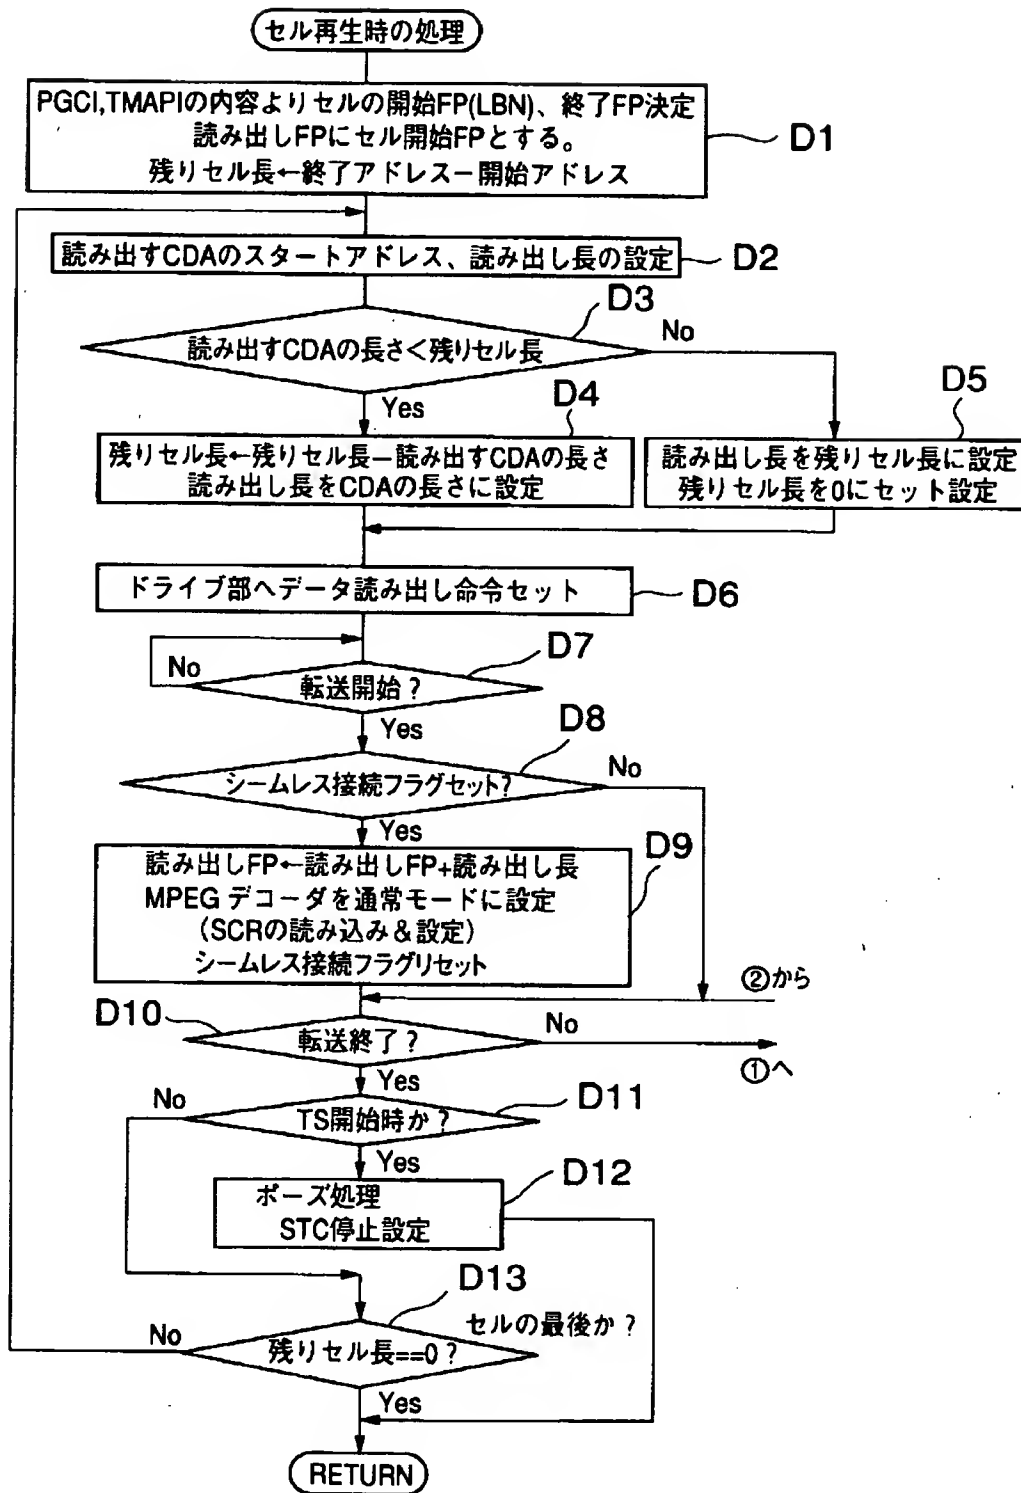 セル再生時の処理
PGCI,TMAPIの内容よりセルの開始FP(LBN)、終了FP決定
読み出しFPにセル開始FPとする。
残りセル長←終了アドレス−開始アドレス
D1
読み出すCDAのスタートアドレス、読み出し長の設定
D2
D3
読み出すCDAの長さ<残りセル長
No
Yes
D4
残りセル長←残りセル長−読み出すCDAの長さ
読み出し長をCDAの長さに設定
D5
読み出し長を残りセル長に設定
残りセル長を0にセット設定
ドライブ部へデータ読み出し命令セット
D6
D7
No
転送開始?
Yes
D8
シームレス接続フラグセット?
No
Yes
D9
読み出しFP←読み出しFP+読み出し長
MPEG デコーダを通常モードに設定
(SCRの読み込み&設定)
シームレス接続フラグリセット
②から
D10
転送終了?
No
①へ
Yes
D11
No
TS開始時か?
Yes
D12
ポーズ処理
STC停止設定
D13
セルの最後か?
No
残りセル長==0?
Yes
RETURN